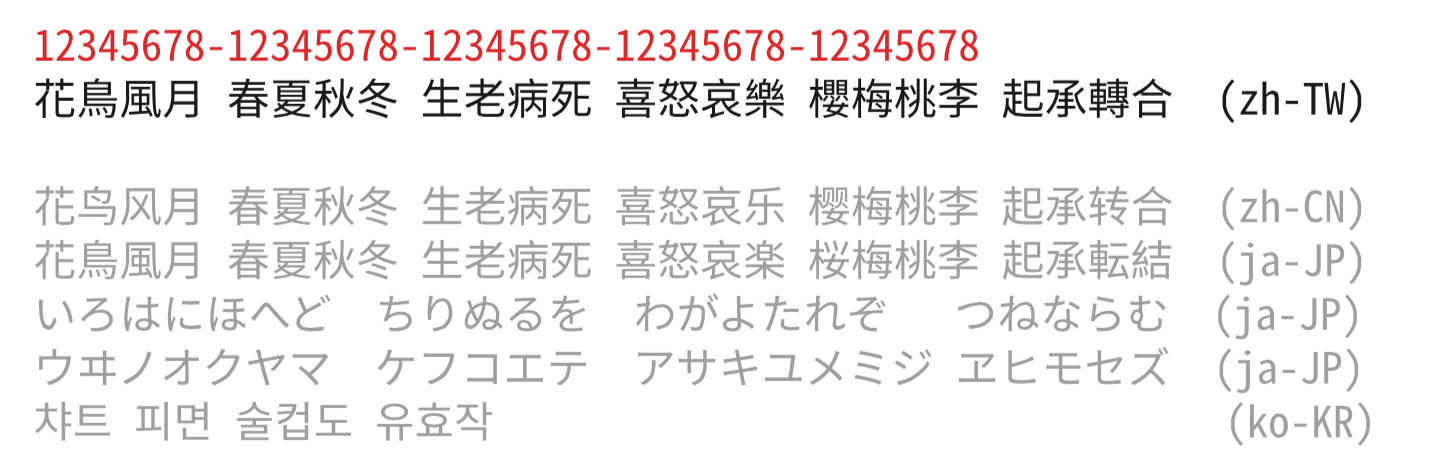 12345678-12345678-12345678-12345678-12345678
花鳥風月 春夏秋冬 生老病死 喜怒哀樂 櫻梅桃李 起承轉合 (zh-TW)
花鸟风月 春夏秋冬 生老病死 喜怒哀乐 樱梅桃李 起承转合 (zh-CN)
花鳥風月 春夏秋冬 生老病死 喜怒哀楽 桜梅桃李 起承転結 (ja-JP)
いろはにほへど ちりぬるを わがよたれぞ つねならむ (ja-JP)
ウヰノオクヤマ ケフコエテ アサキユメミジ ヱヒモセズ (ja-JP)
챠트 피면 술컵도 유효작 (ko-KR)